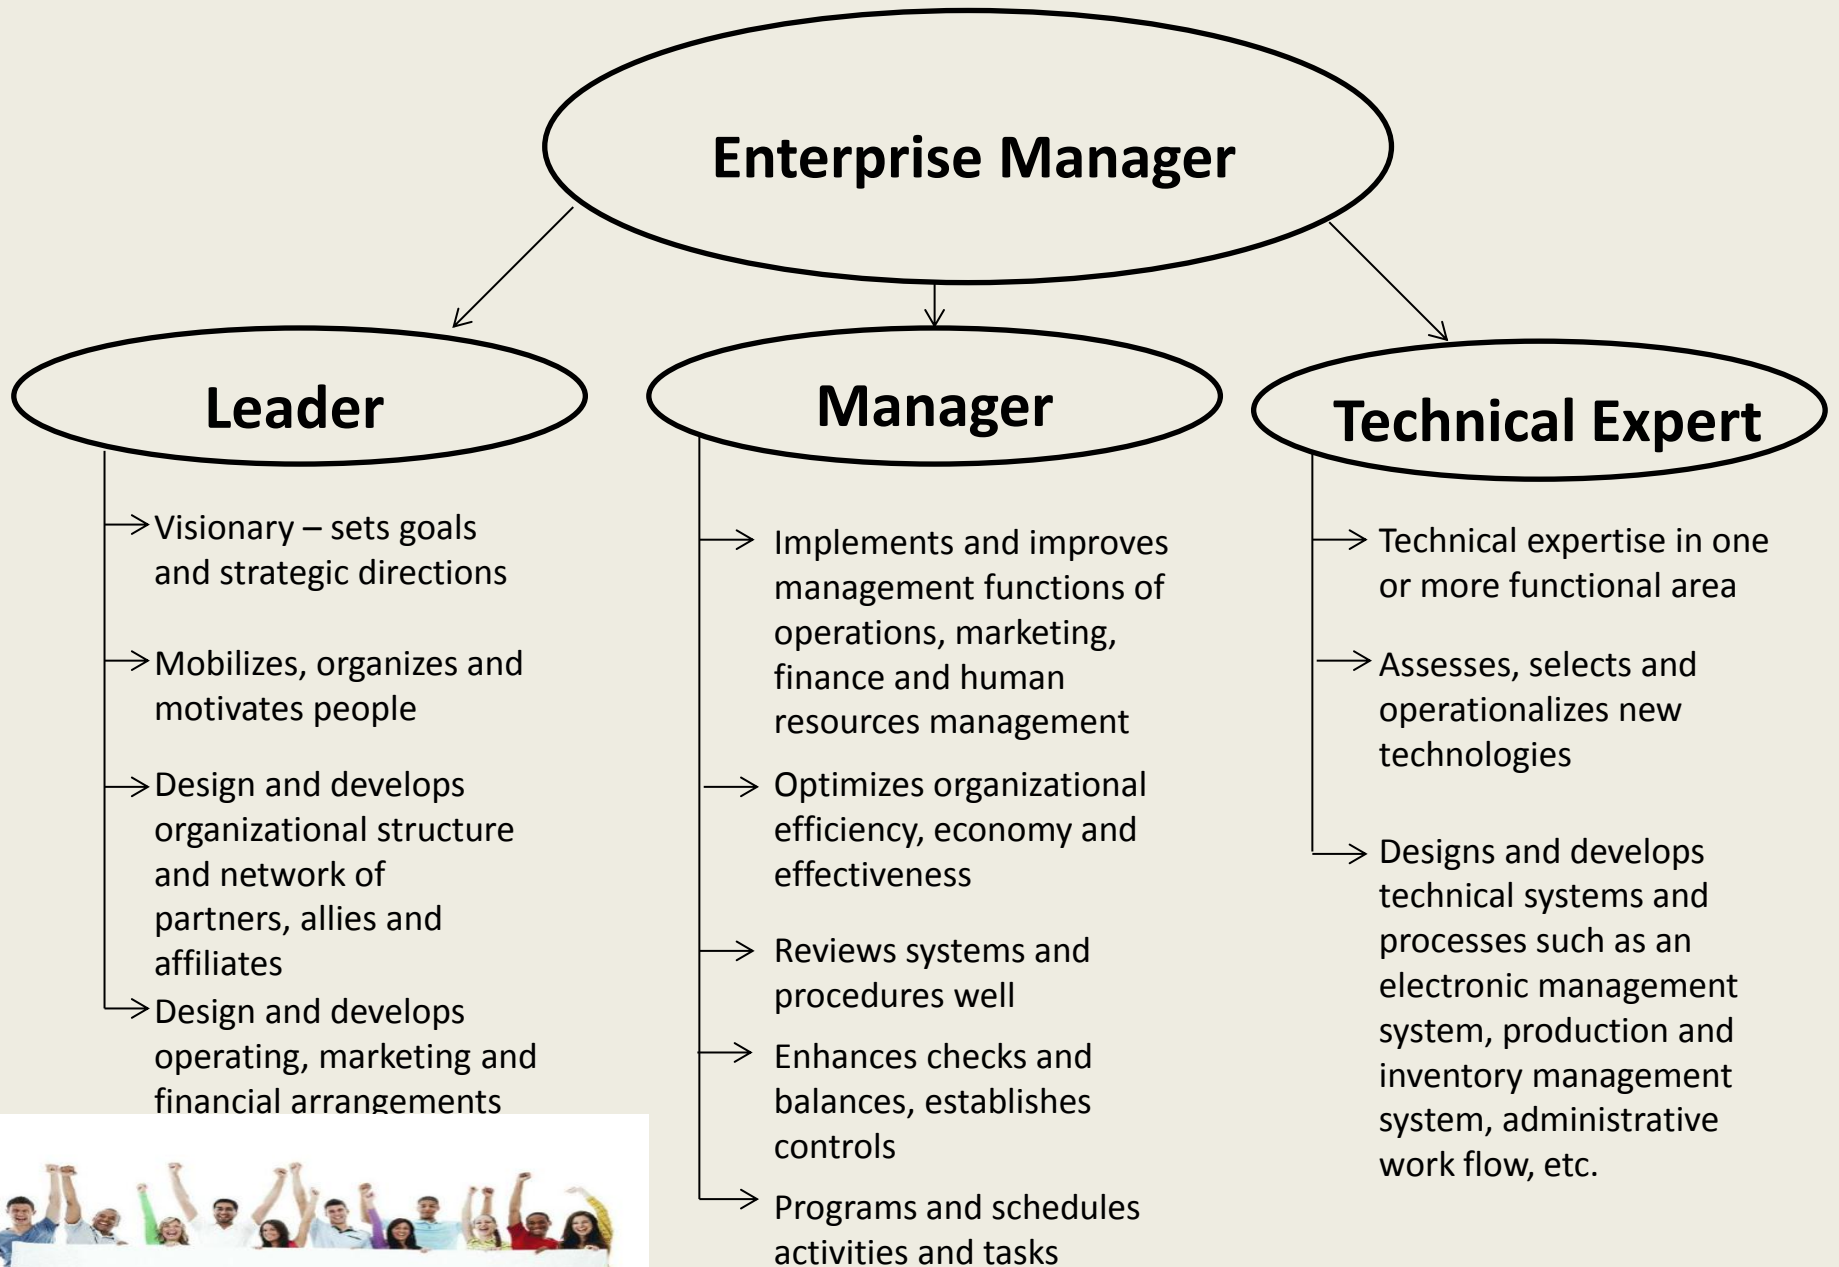 Enterprise Manager
Leader
Visionary – sets goals
and strategic directions
Mobilizes, organizes and
motivates people
Design and develops
organizational structure
and network of
partners, allies and
affiliates
Design and develops
operating, marketing and
financial arrangements
Manager
Implements and improves
management functions of
operations, marketing,
finance and human
resources management
Optimizes organizational
efficiency, economy and
effectiveness
Reviews systems and
procedures well
Enhances checks and
balances, establishes
controls
Programs and schedules
activities and tasks
Technical Expert
Technical expertise in one
or more functional area
Assesses, selects and
operationalizes new
technologies
Designs and develops
technical systems and
processes such as an
electronic management
system, production and
inventory management
system, administrative
work flow, etc.